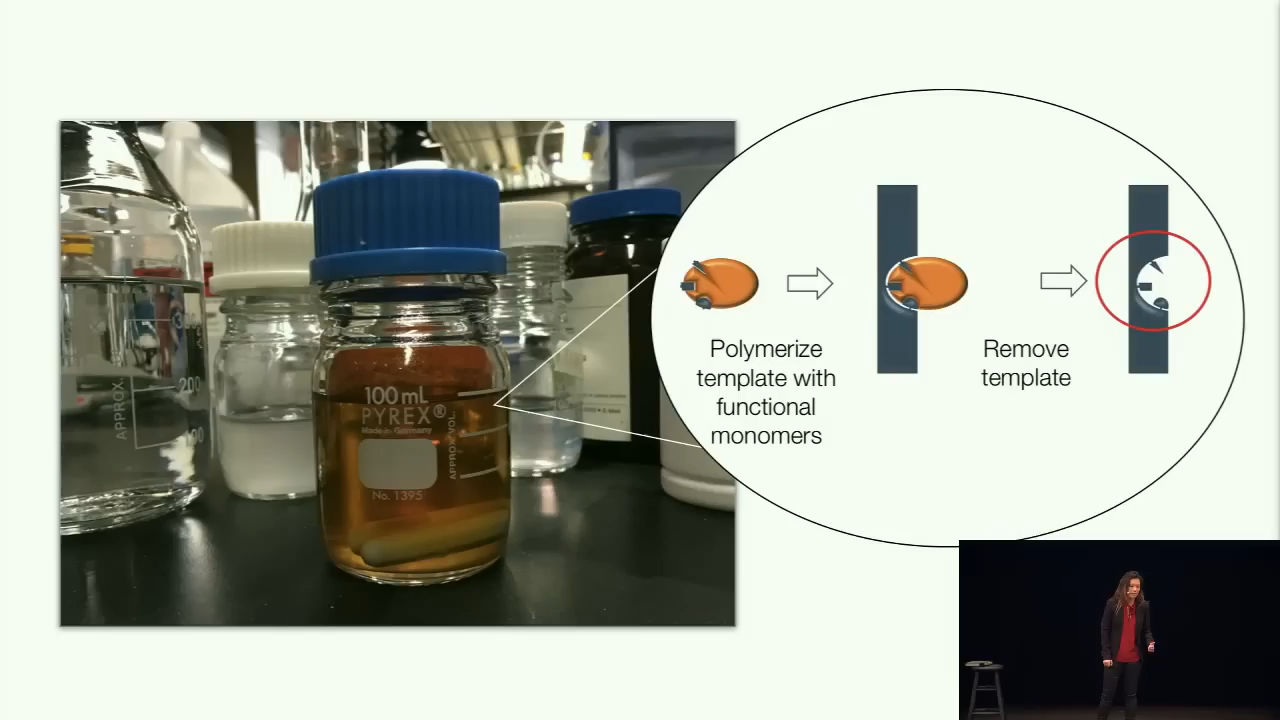 100 mL
PYREX®
Made in Germany
APPROX. VOL.
No. 1395
APPROX.
200
Polymerize
template with
functional
monomers
Remove
template